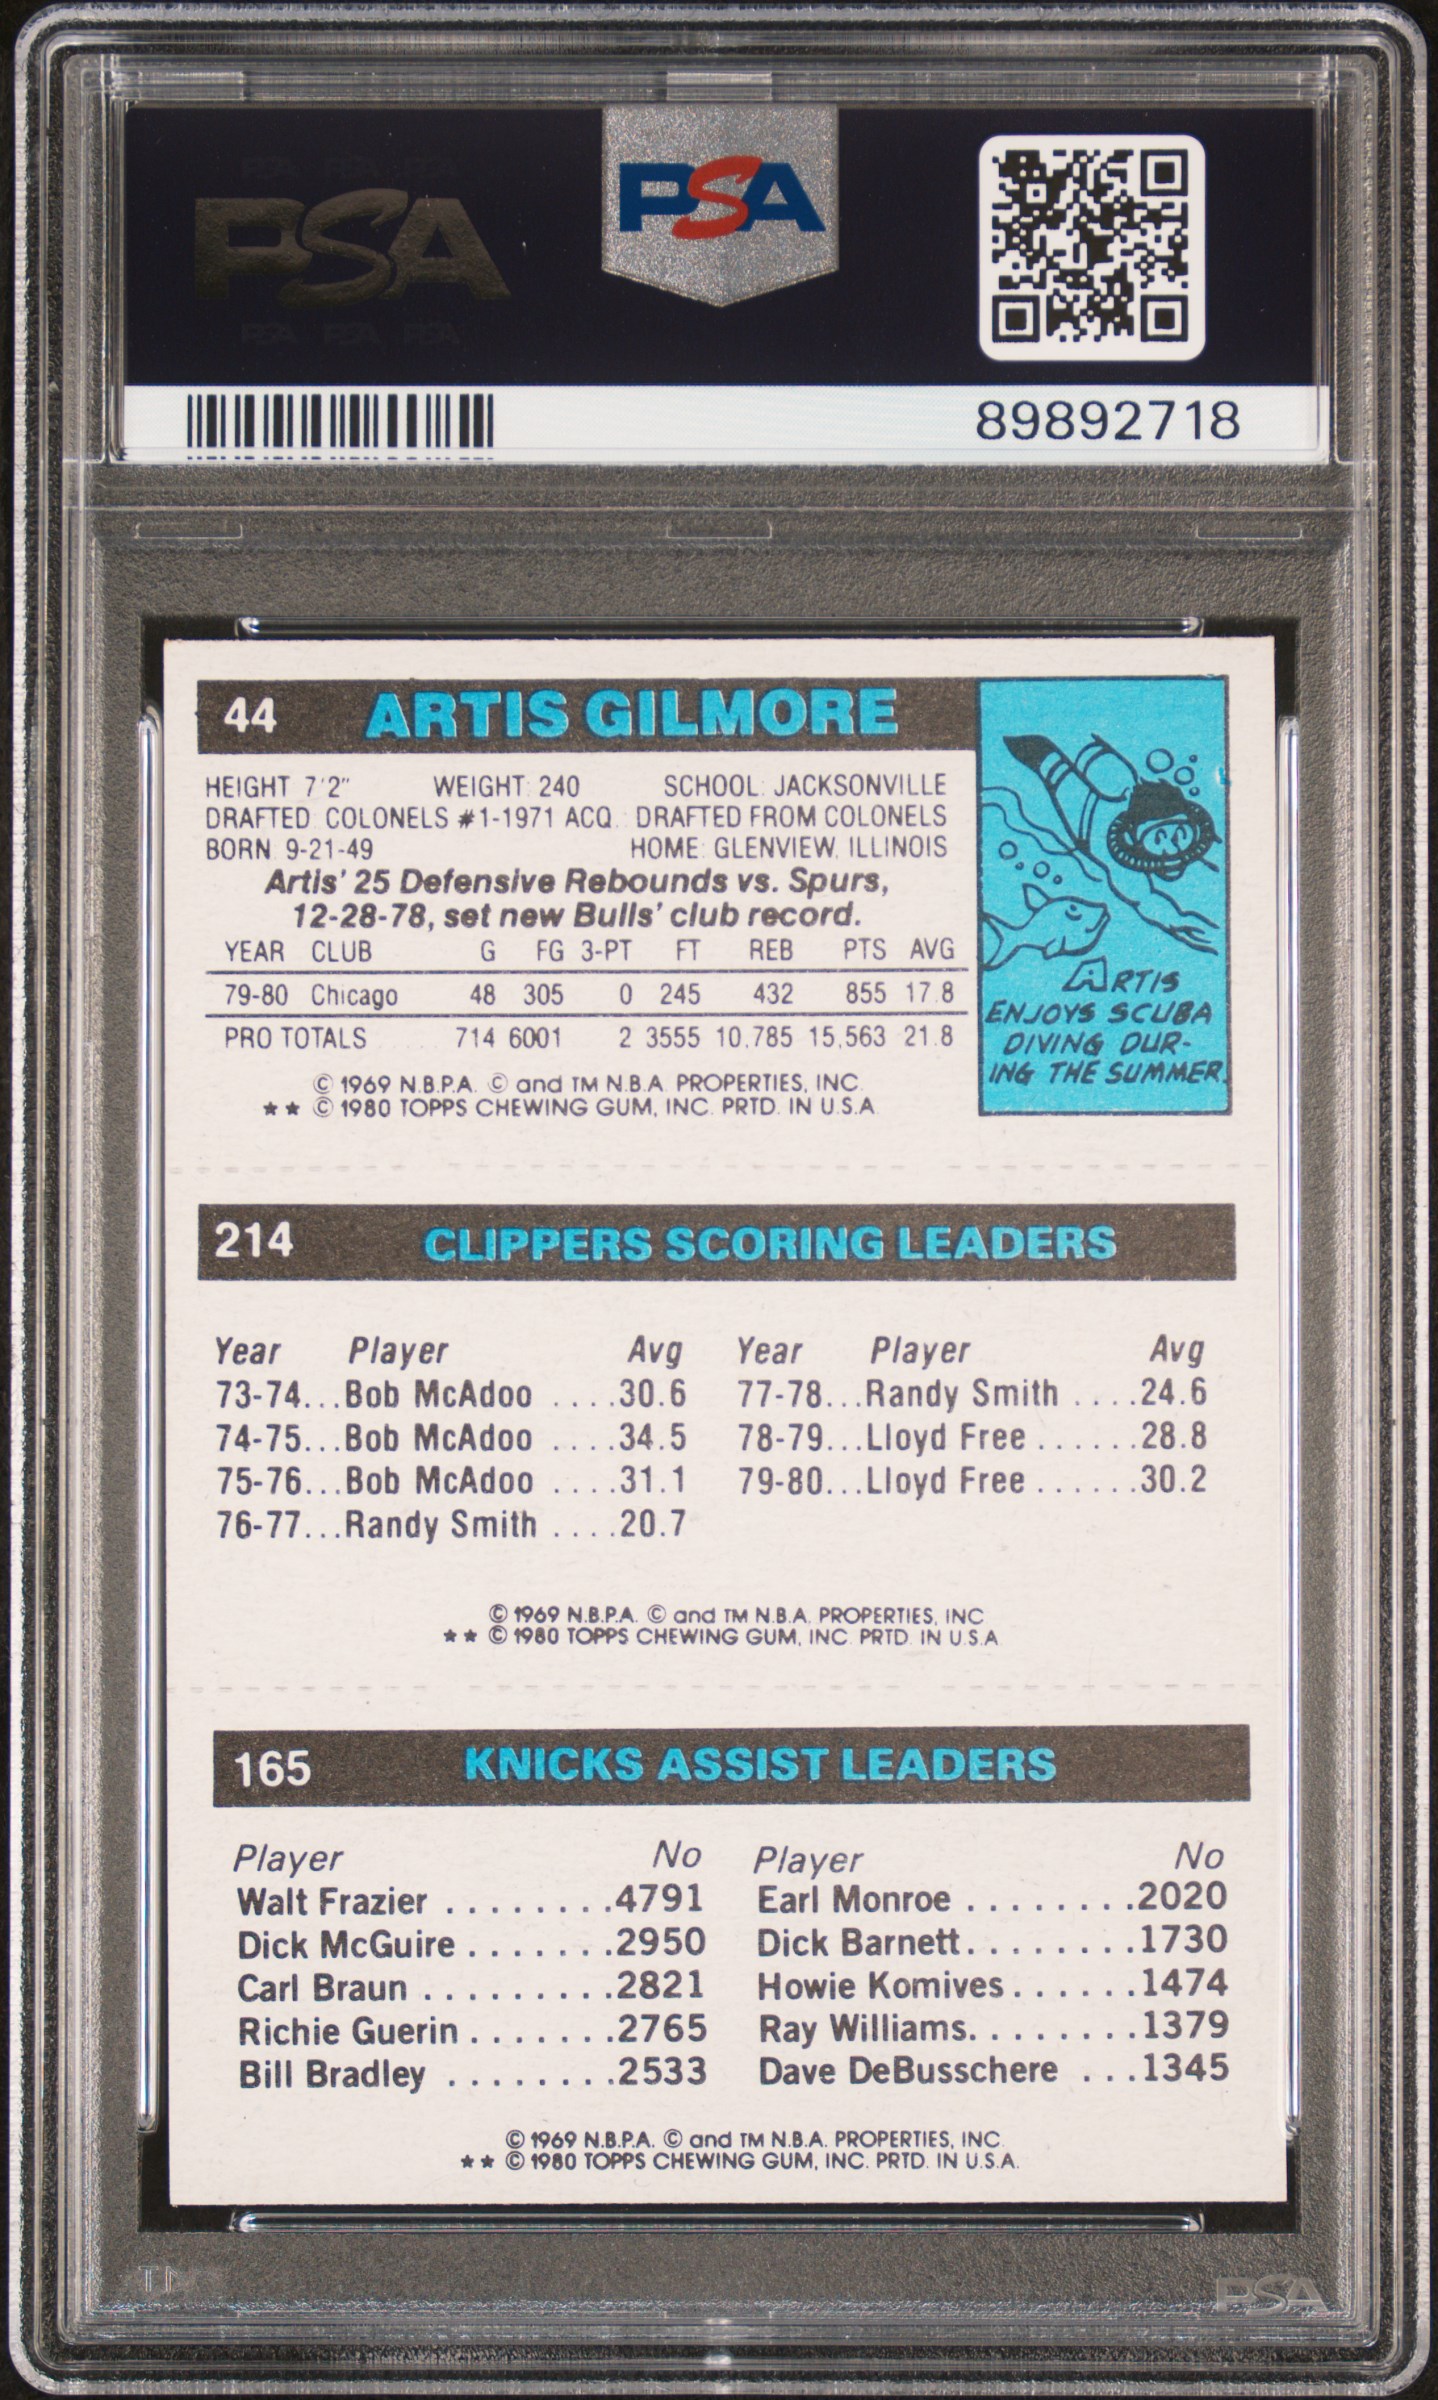 PSA
PSA
89892718
44 ARTIS GILMORE
HEIGHT 7'2" WEIGHT: 240 SCHOOL: JACKSONVILLE
DRAFTED: COLONELS #1-1971 ACQ.: DRAFTED FROM COLONELS
BORN 9-21-49 HOME: GLENVIEW, ILLINOIS
Artis' 25 Defensive Rebounds vs. Spurs,
12-28-78, set new Bulls' club record.
YEAR CLUB G FG 3-PT FT REB PTS AVG
79-80 Chicago 48 305 0 245 432 855 17.8
PRO TOTALS 714 6001 2 3555 10,785 15,563 21.8
© 1969 N.B.P.A. © and TM N.B.A. PROPERTIES, INC.
★★ © 1980 TOPPS CHEWING GUM, INC. PRTD. IN U.S.A.
ARTIS
ENJOYS SCUBA
DIVING DUR-
ING THE SUMMER.
214 CLIPPERS SCORING LEADERS
Year Player Avg Year Player Avg
73-74...Bob McAdoo ....30.6 77-78...Randy Smith ....24.6
74-75...Bob McAdoo ....34.5 78-79...Lloyd Free ......28.8
75-76...Bob McAdoo ....31.1 79-80...Lloyd Free ......30.2
76-77...Randy Smith ....20.7
© 1969 N.B.P.A. © and TM N.B.A. PROPERTIES, INC
★★ © 1980 TOPPS CHEWING GUM, INC. PRTD. IN U.S.A
165 KNICKS ASSIST LEADERS
Player No Player No
Walt Frazier ........4791 Earl Monroe ........2020
Dick McGuire .......2950 Dick Barnett........1730
Carl Braun .........2821 Howie Komives......1474
Richie Guerin .......2765 Ray Williams........1379
Bill Bradley ........2533 Dave DeBusschere ...1345
© 1969 N.B.P.A. © and TM N.B.A. PROPERTIES, INC.
★★ © 1980 TOPPS CHEWING GUM, INC. PRTD. IN U.S.A.
PSA